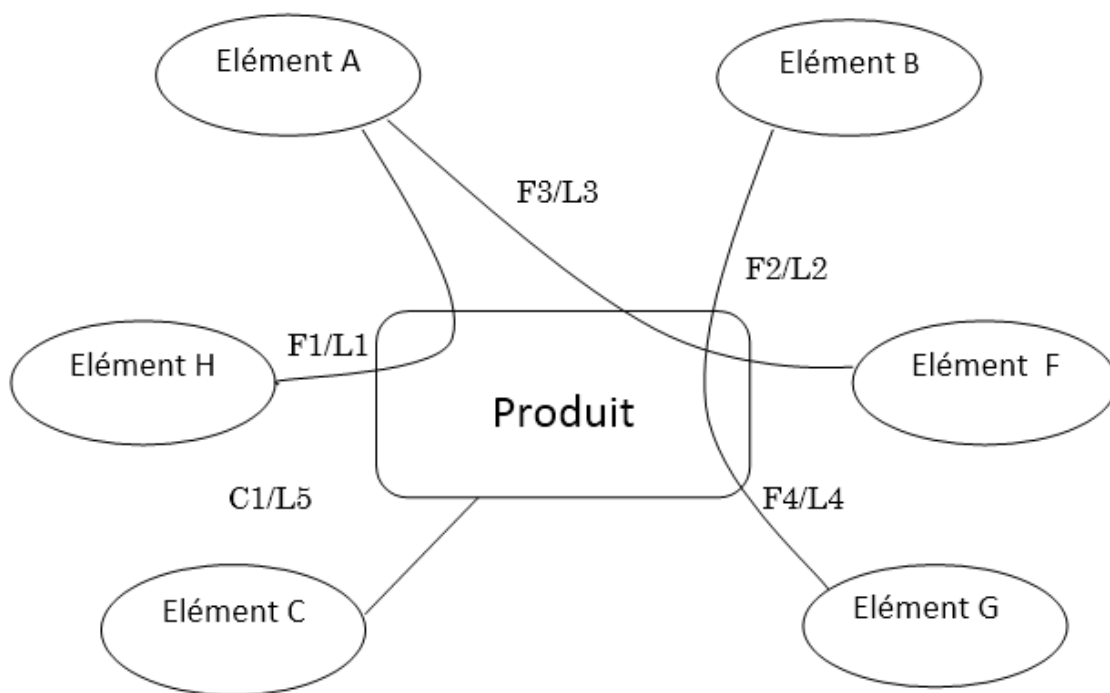 Elément A
Elément B
F3/L3
F2/L2
F1/L1
Elément H
Elément F
Produit
C1/L5
F4/L4
Elément C
Elément G